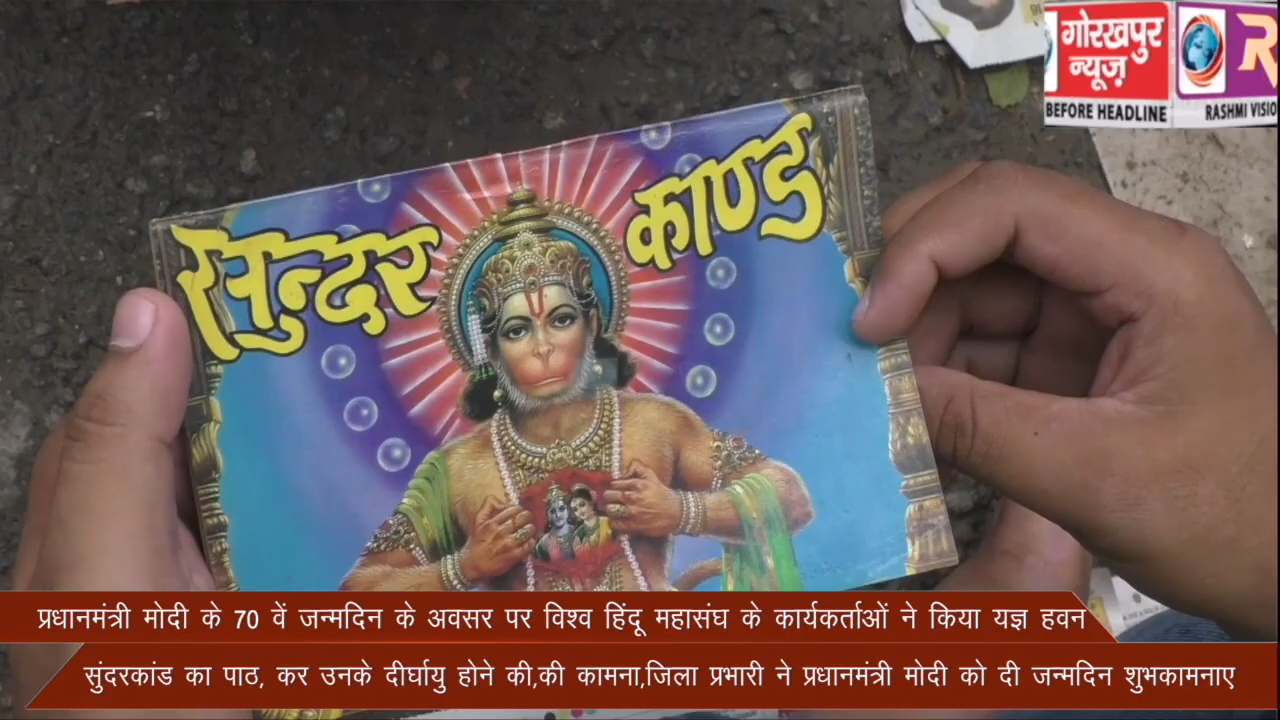 गोरखपुर
न्यूज़
BEFORE HEADLINE
R
RASHMI VISIO
सुन्दर काण्ड
प्रधानमंत्री मोदी के 70 वें जन्मदिन के अवसर पर विश्व हिंदू महासंघ के कार्यकर्ताओं ने किया यज्ञ हवन
सुंदरकांड का पाठ, कर उनके दीर्घायु होने की,की कामना,जिला प्रभारी ने प्रधानमंत्री मोदी को दी जन्मदिन शुभकामनाए